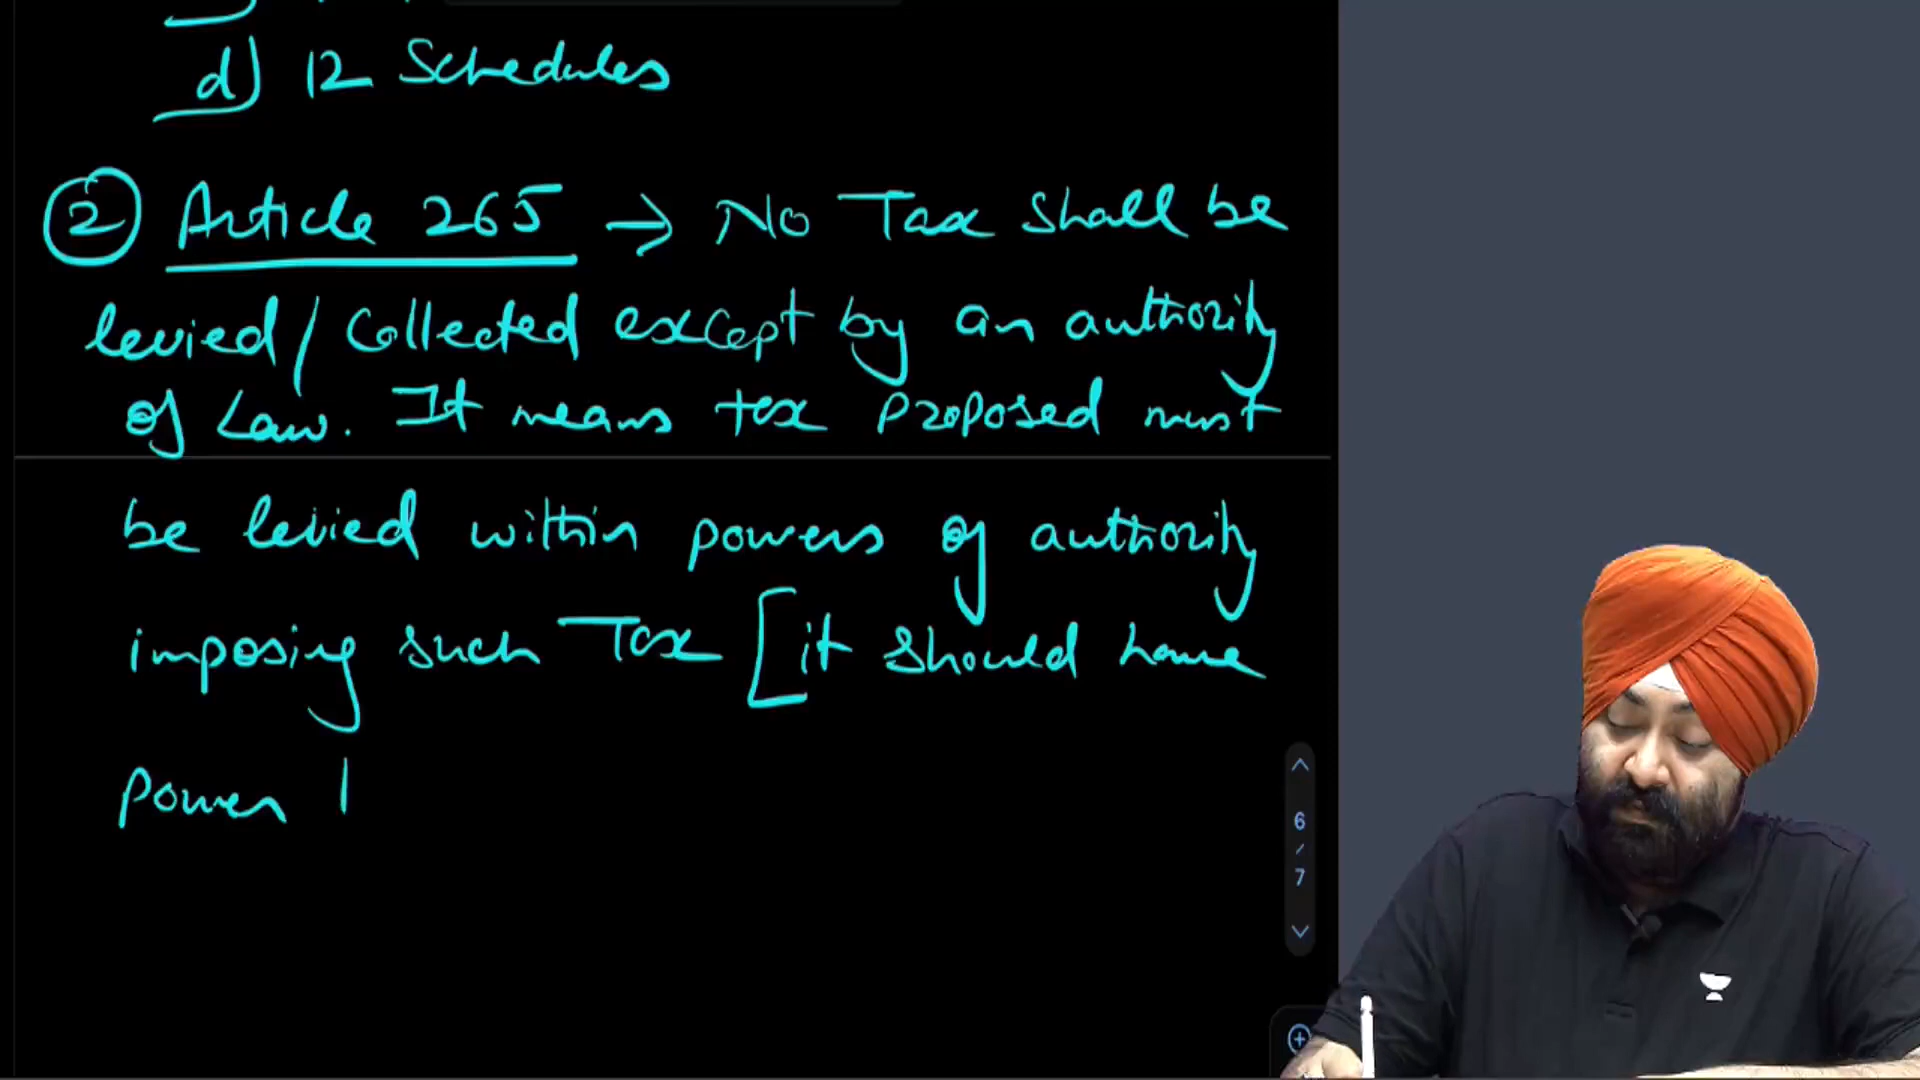 d) 12 Schedules
2 Article 265 → No Tax shall be
levied/collected except by an authority
of Law. It means tax proposed must
be levied within powers of authority
imposing such Tax [it should have
power
6
/
7